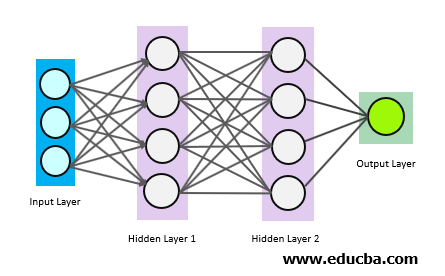 Input Layer
Hidden Layer 1
Hidden Layer 2
Output Layer
www.educba.com